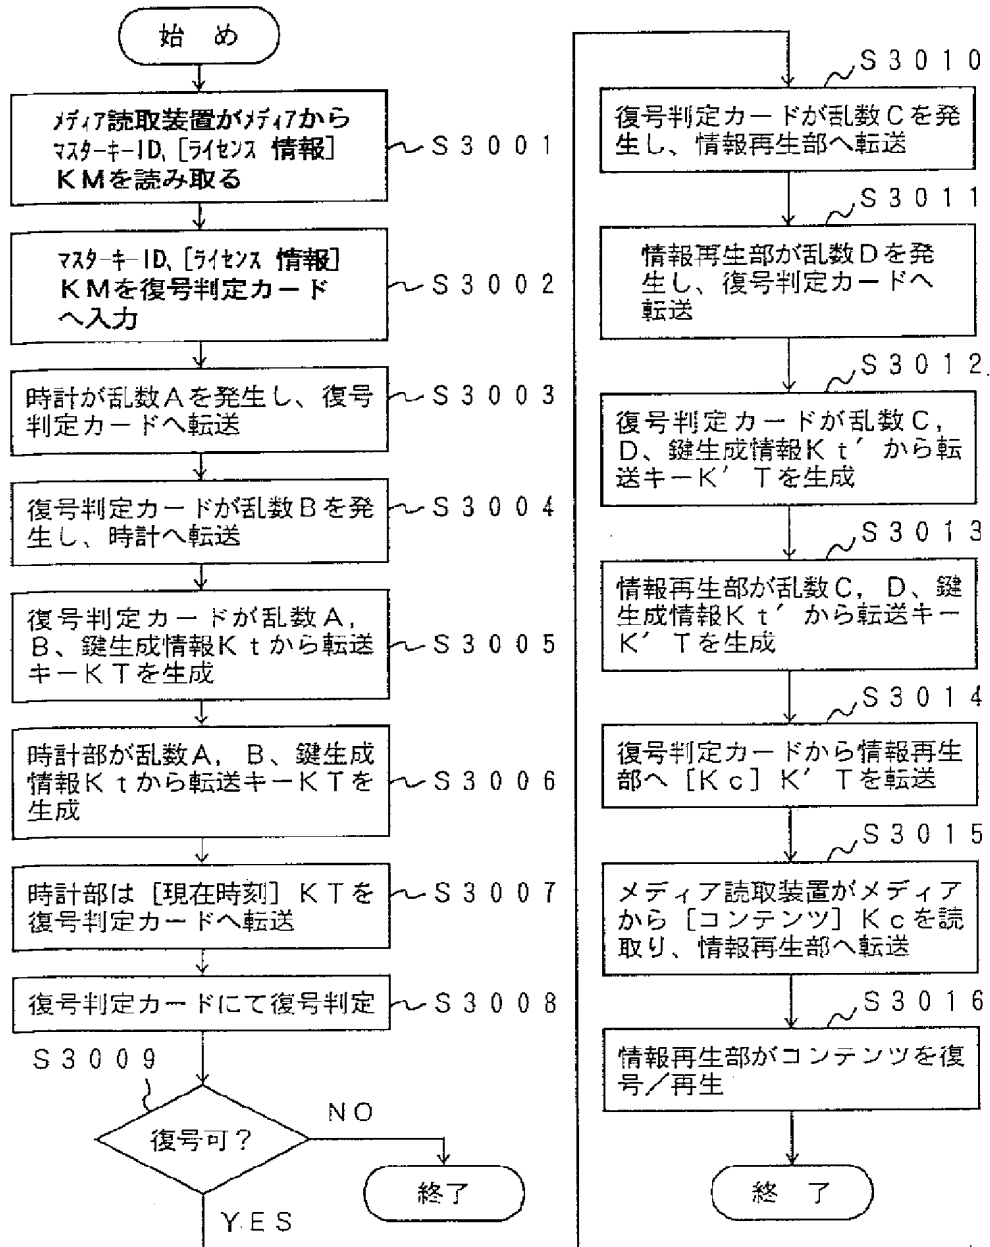 始 め
メディア読取装置がメディアから
マスターキーID、[ライセンス 情報]
KMを読み取る
S3001
マスターキーID、[ライセンス 情報]
KMを復号判定カード
へ入力
S3002
時計が乱数Aを発生し、復号
判定カードへ転送
S3003
復号判定カードが乱数Bを発
生し、時計へ転送
S3004
復号判定カードが乱数A,
B、鍵生成情報Ktから転送
キーKTを生成
S3005
時計部が乱数A, B、鍵生成
情報Ktから転送キーKTを
生成
S3006
時計部は[現在時刻]KTを
復号判定カードへ転送
S3007
復号判定カードにて復号判定
S3008
S3009
復号可?
NO
終了
YES
S3010
復号判定カードが乱数Cを発
生し、情報再生部へ転送
S3011
情報再生部が乱数Dを発
生し、復号判定カードへ
転送
S3012
復号判定カードが乱数C,
D、鍵生成情報Kt′から転
送キーK′Tを生成
S3013
情報再生部が乱数C, D、鍵
生成情報Kt′から転送キー
K′Tを生成
S3014
復号判定カードから情報再生
部へ[Kc]K′Tを転送
S3015
メディア読取装置がメディア
から[コンテンツ]Kcを読
取り、情報再生部へ転送
S3016
情報再生部がコンテンツを復
号/再生
終 了